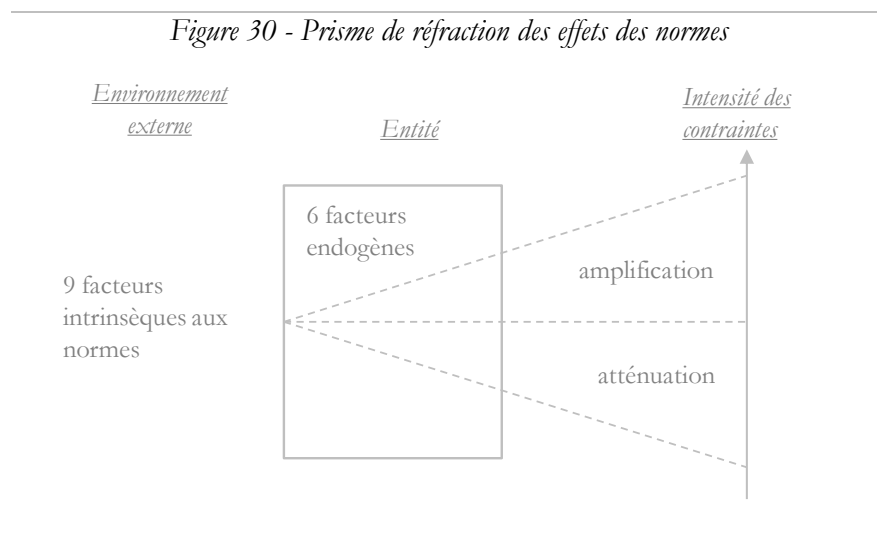 Figure 30 - Prisme de réfraction des effets des normes
Environnement
externe
Entité
Intensité des
contraintes
6 facteurs
endogènes
9 facteurs
intrinsèques aux
normes
amplification
atténuation